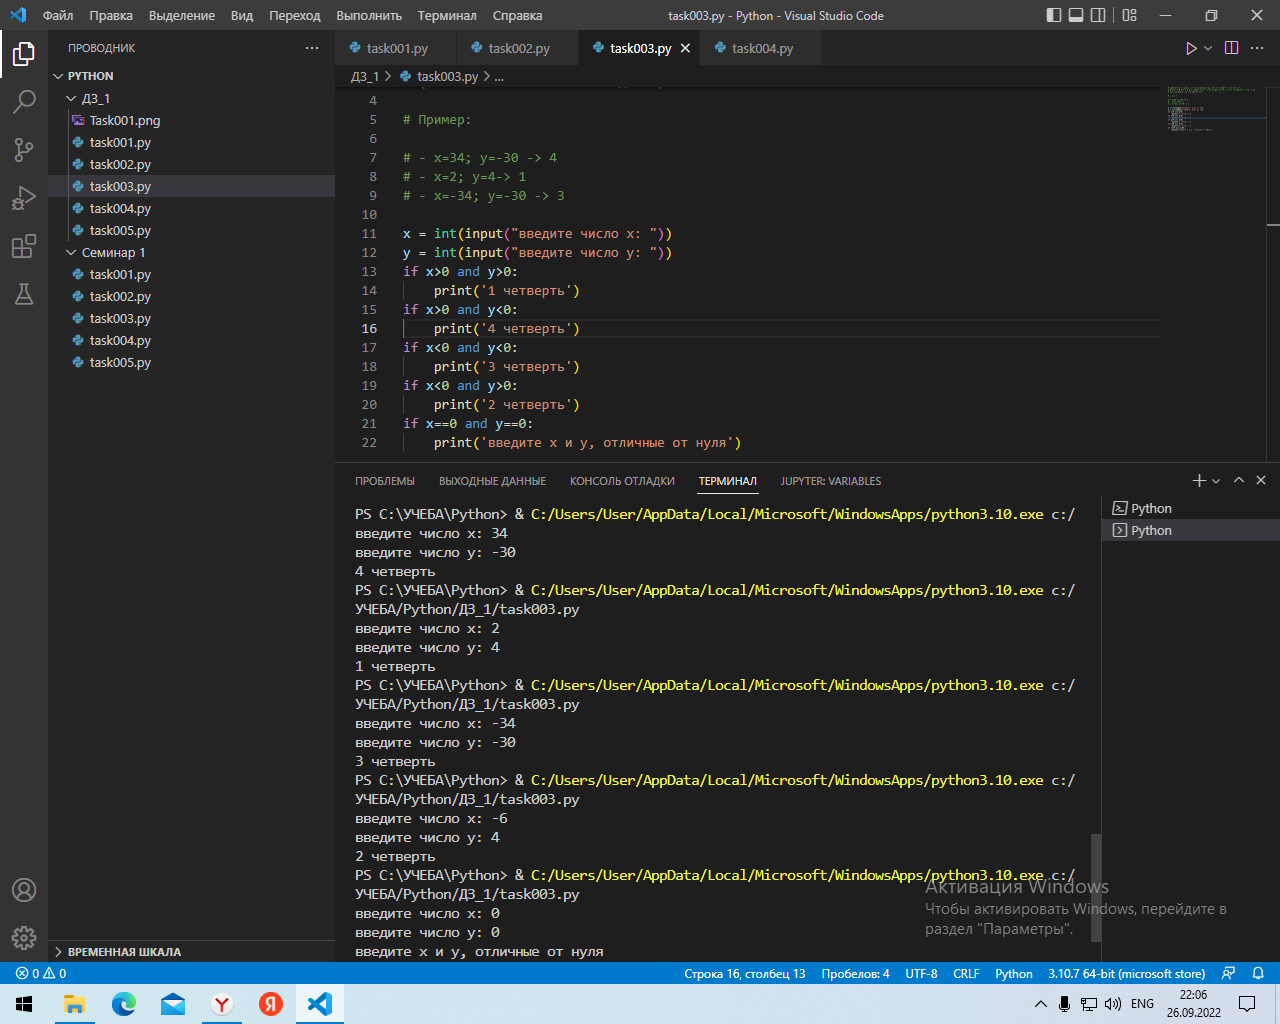 Файл Правка Выделение Вид Переход Выполнить Терминал Справка task003.py - Python - Visual Studio Code
ПРОВОДНИК
PYTHON
ДЗ_1
Task001.png
task001.py
task002.py
task003.py
task004.py
task005.py
Семинар 1
task001.py
task002.py
task003.py
task004.py
task005.py
ВРЕМЕННАЯ ШКАЛА
task001.py task002.py task003.py task004.py
ДЗ_1 > task003.py > ...
4
5 # Пример:
6
7 # - x=34; y=-30 -> 4
8 # - x=2; y=4-> 1
9 # - x=-34; y=-30 -> 3
10
11 x = int(input("введите число x: "))
12 y = int(input("введите число y: "))
13 if x>0 and y>0:
14 print('1 четверть')
15 if x>0 and y<0:
16 print('4 четверть')
17 if x<0 and y<0:
18 print('3 четверть')
19 if x<0 and y>0:
20 print('2 четверть')
21 if x==0 and y==0:
22 print('введите x и y, отличные от нуля')
ПРОБЛЕМЫ ВЫХОДНЫЕ ДАННЫЕ КОНСОЛЬ ОТЛАДКИ ТЕРМИНАЛ JUPYTER: VARIABLES
PS C:\УЧЕБА\Python> & C:/Users/User/AppData/Local/Microsoft/WindowsApps/python3.10.exe c:/
введите число x: 34
введите число y: -30
4 четверть
PS C:\УЧЕБА\Python> & C:/Users/User/AppData/Local/Microsoft/WindowsApps/python3.10.exe c:/
УЧЕБА/Python/ДЗ_1/task003.py
введите число x: 2
введите число y: 4
1 четверть
PS C:\УЧЕБА\Python> & C:/Users/User/AppData/Local/Microsoft/WindowsApps/python3.10.exe c:/
УЧЕБА/Python/ДЗ_1/task003.py
введите число x: -34
введите число y: -30
3 четверть
PS C:\УЧЕБА\Python> & C:/Users/User/AppData/Local/Microsoft/WindowsApps/python3.10.exe c:/
УЧЕБА/Python/ДЗ_1/task003.py
введите число x: -6
введите число y: 4
2 четверть
PS C:\УЧЕБА\Python> & C:/Users/User/AppData/Local/Microsoft/WindowsApps/python3.10.exe c:/
УЧЕБА/Python/ДЗ_1/task003.py
введите число x: 0
введите число y: 0
введите x и y, отличные от нуля
Python
Python
Активация Windows
Чтобы активировать Windows, перейдите в
раздел "Параметры".
0 0 Строка 16, столбец 13 Пробелов: 4 UTF-8 CRLF Python 3.10.7 64-bit (microsoft store)
ENG
22:06
26.09.2022